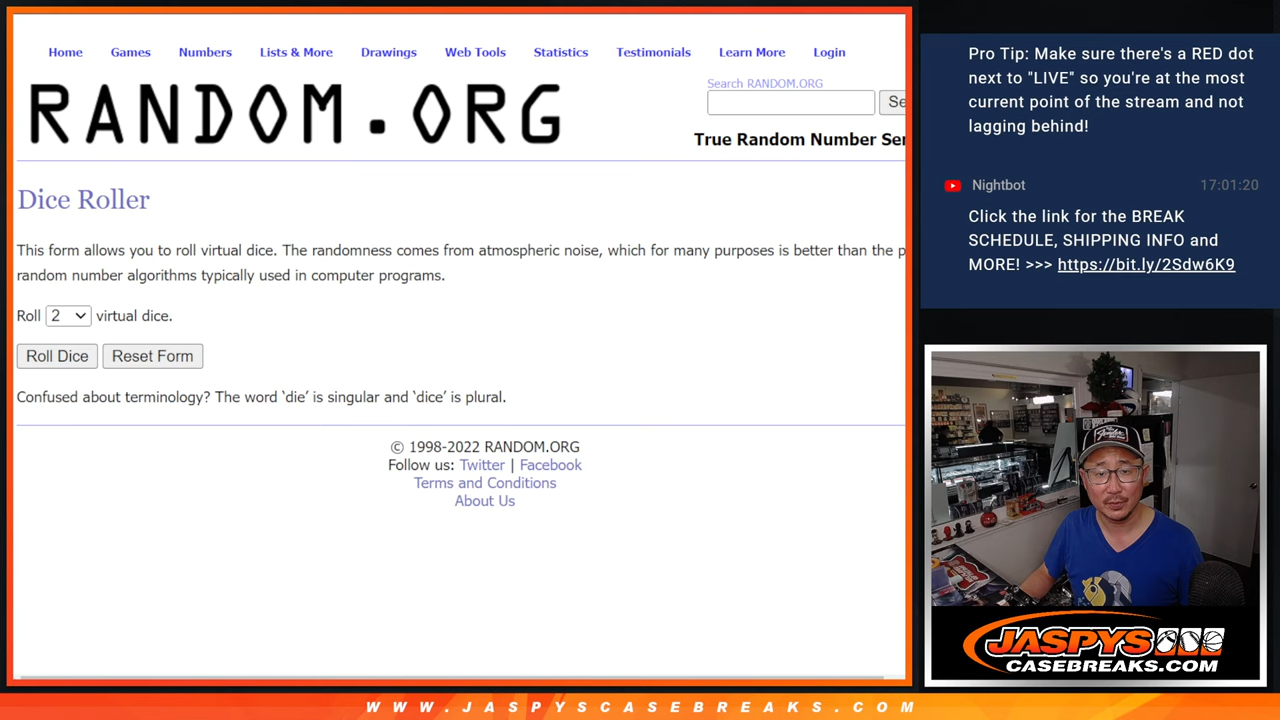 Home Games Numbers Lists & More Drawings Web Tools Statistics Testimonials Learn More Login
RANDOM.ORG
Search RANDOM.ORG
Se
True Random Number Ser
Dice Roller
This form allows you to roll virtual dice. The randomness comes from atmospheric noise, which for many purposes is better than the p
random number algorithms typically used in computer programs.
Roll 2 virtual dice.
Roll Dice Reset Form
Confused about terminology? The word ‘die’ is singular and ‘dice’ is plural.
© 1998-2022 RANDOM.ORG
Follow us: Twitter | Facebook
Terms and Conditions
About Us
Pro Tip: Make sure there's a RED dot
next to "LIVE" so you're at the most
current point of the stream and not
lagging behind!
Nightbot 17:01:20
Click the link for the BREAK
SCHEDULE, SHIPPING INFO and
MORE! >>> https://bit.ly/2Sdw6K9
JASPYS
CASEBREAKS.COM
WWW.JASPYSCASEBREAKS.COM